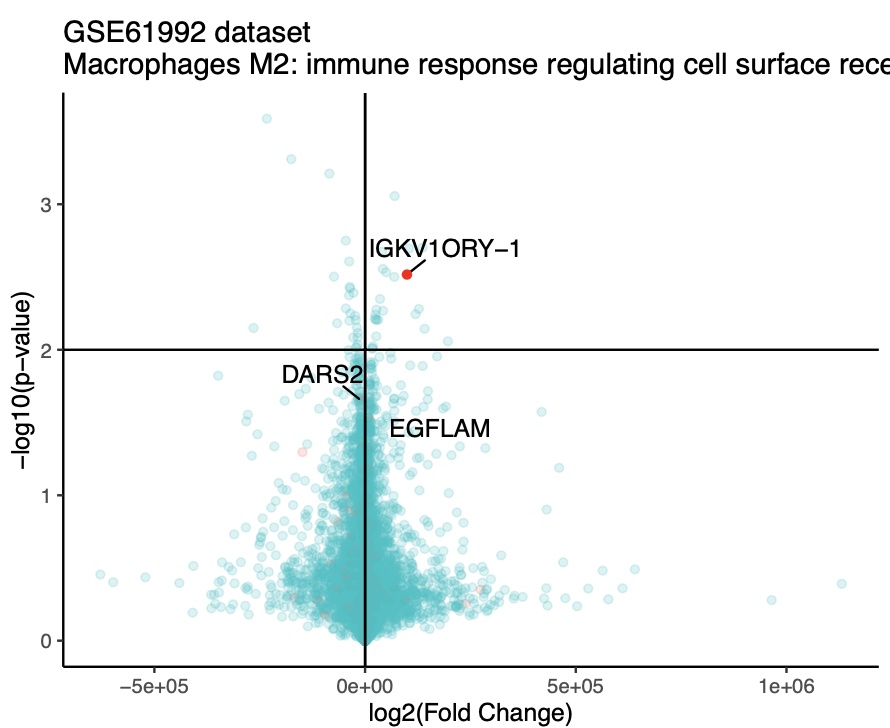 GSE61992 dataset
Macrophages M2: immune response regulating cell surface rece
3
IGKV1ORY−1
2
DARS2
EGFLAM
1
0
−log10(p−value)
−5e+05 0e+00 5e+05 1e+06
log2(Fold Change)